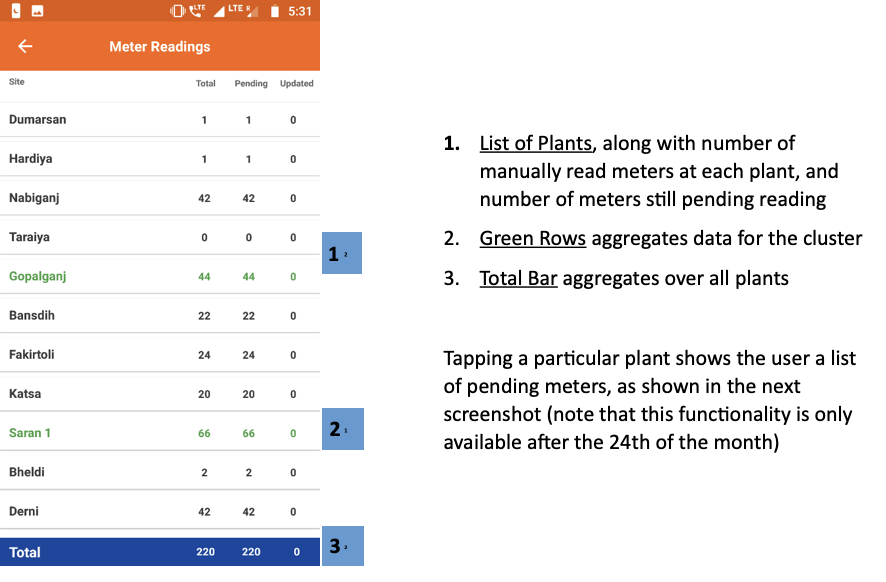 LTE LTE R 5:31
Meter Readings
Site Total Pending Updated
Dumarsan 1 1 0
Hardiya 1 1 0
Nabiganj 42 42 0
Taraiya 0 0 0
Gopalganj 44 44 0
Bansdih 22 22 0
Fakirtoli 24 24 0
Katsa 20 20 0
Saran 1 66 66 0
Bheldi 2 2 0
Derni 42 42 0
Total 220 220 0
1
2
3
1. List of Plants, along with number of
manually read meters at each plant, and
number of meters still pending reading
2. Green Rows aggregates data for the cluster
3. Total Bar aggregates over all plants
Tapping a particular plant shows the user a list
of pending meters, as shown in the next
screenshot (note that this functionality is only
available after the 24th of the month)